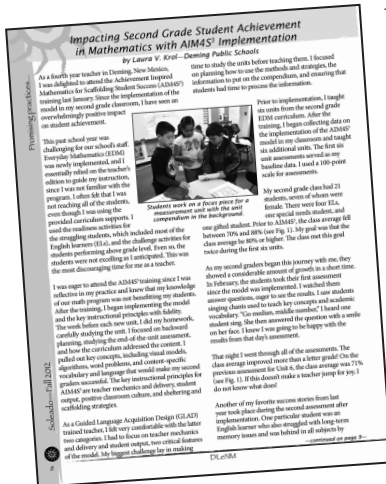 Promising practices
Impacting Second Grade Student Achievement
in Mathematics with AIM4S³ Implementation
by Laura V. Krol—Deming Public Schools
As a fourth year teacher in Deming, New Mexico,
I was delighted to attend the Achievement Inspired
Mathematics for Scaffolding Student Success (AIM4S³)
training last January. Since the implementation of the
model in my second grade classroom, I have seen an
overwhelmingly positive impact
on student achievement.
This past school year was
challenging for our school's staff.
Everyday Mathematics (EDM)
was newly implemented, and I
essentially relied on the teacher's
edition to guide my instruction,
since I was not familiar with the
program. I often felt that I was
not reaching all of the students,
even though I was using the
provided curriculum supports. I
used the readiness activities for
the struggling students, which included most of the
English learners (ELs), and the challenge activities for
students performing above grade level. Even so, the
students were not excelling as I anticipated. This was
the most discouraging time for me as a teacher.
I was eager to attend the AIM4S³ training since I was
reflective in my practice and knew that my knowledge
of our math program was not benefiting my students.
After the training, I began implementing the model
and the key instructional principles with fidelity.
The week before each new unit, I did my homework,
carefully studying the unit. I focused on backward
planning, studying the end-of-the unit assessment,
and how the curriculum addressed the content. I
pulled out key concepts, including visual models,
algorithms, word problems, and content-specific
vocabulary and language that would make my second
graders successful. The key instructional principles for
AIM4S³ are teacher mechanics and delivery, student
output, positive classroom culture, and sheltering and
scaffolding strategies.
As a Guided Language Acquisition Design (GLAD)
trained teacher, I felt very comfortable with the latter
two categories. I had to focus on teacher mechanics
and delivery and student output, two critical features
of the model. My biggest challenge lay in making
time to study the units before teaching them. I focused
on planning how to use the methods and strategies, the
information to put on the compendium, and ensuring that
students had time to process the information.
Students work on a focus piece for a
measurement unit with the unit
compendium in the background.
Prior to implementation, I taught
six units from the second grade
EDM curriculum. After the
training, I began collecting data on
the implementation of the AIM4S³
model in my classroom and taught
six additional units. The first six
unit assessments served as my
baseline data. I used a 100-point
scale for assessments.
My second grade class had 21
students, seven of whom were
female. There were four ELs,
one special needs student, and
one gifted student. Prior to AIM4S³, the class average fell
between 70% and 88% (see Fig. 1). My goal was that the
class average be 80% or higher. The class met this goal
twice during the first six units.
As my second graders began this journey with me, they
showed a considerable amount of growth in a short time.
In February, the students took their first assessment
since the model was implemented. I watched them
answer questions, eager to see the results. I saw students
singing chants used to teach key concepts and academic
vocabulary. "Go median, middle number," I heard one
student sing. She then answered the question with a smile
on her face. I knew I was going to be happy with the
results from that day's assessment.
That night I went through all of the assessments. The
class average improved more than a letter grade! On the
previous assessment for Unit 6, the class average was 71%
(see Fig. 1). If this doesn't make a teacher jump for joy, I
do not know what does!
Another of my favorite success stories from last
year took place during the second assessment after
implementation. One particular student was an
English learner who also struggled with long-term
memory issues and was behind in all subjects by
—continued on page 9—
Soleado—Fall 2012
8
DLeNM